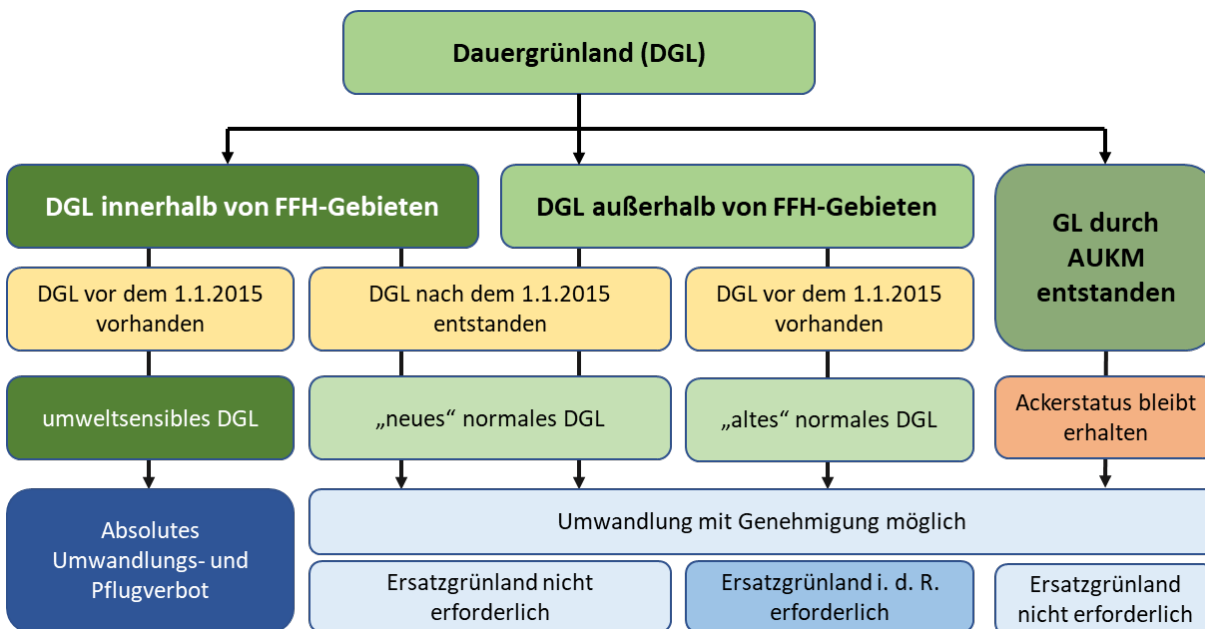 Dauergrünland (DGL)
DGL innerhalb von FFH-Gebieten
DGL außerhalb von FFH-Gebieten
GL durch
AUKM
entstanden
DGL vor dem 1.1.2015
vorhanden
DGL nach dem 1.1.2015
entstanden
DGL vor dem 1.1.2015
vorhanden
umweltsensibles DGL
„neues“ normales DGL
„altes“ normales DGL
Ackerstatus bleibt
erhalten
Absolutes
Umwandlungs- und
Pflugverbot
Umwandlung mit Genehmigung möglich
Ersatzgrünland nicht
erforderlich
Ersatzgrünland i. d. R.
erforderlich
Ersatzgrünland
nicht erforderlich